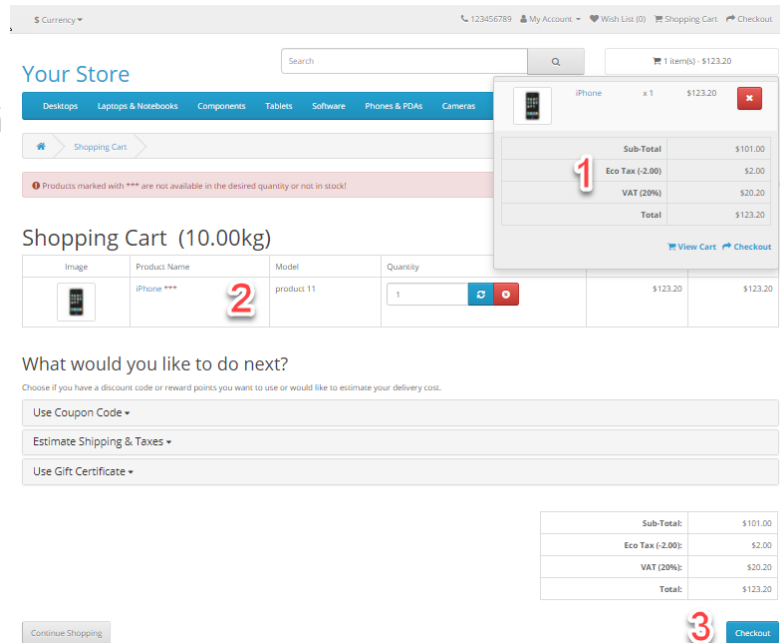 $ Currency
123456789 My Account Wish List (0) Shopping Cart Checkout
Your Store
Search
1 item(s) - $123.20
Desktops Laptops & Notebooks Components Tablets Software Phones & PDAs Cameras
iPhone x 1 $123.20
Sub-Total $101.00
Eco Tax (-2.00) $2.00
VAT (20%) $20.20
Total $123.20
1
View Cart Checkout
Shopping Cart
Products marked with *** are not available in the desired quantity or not in stock!
Shopping Cart (10.00kg)
Image Product Name Model Quantity
iPhone *** product 11 1 $123.20 $123.20
2
What would you like to do next?
Choose if you have a discount code or reward points you want to use or would like to estimate your delivery cost.
Use Coupon Code
Estimate Shipping & Taxes
Use Gift Certificate
Sub-Total: $101.00
Eco Tax (-2.00): $2.00
VAT (20%): $20.20
Total: $123.20
Continue Shopping 3 Checkout